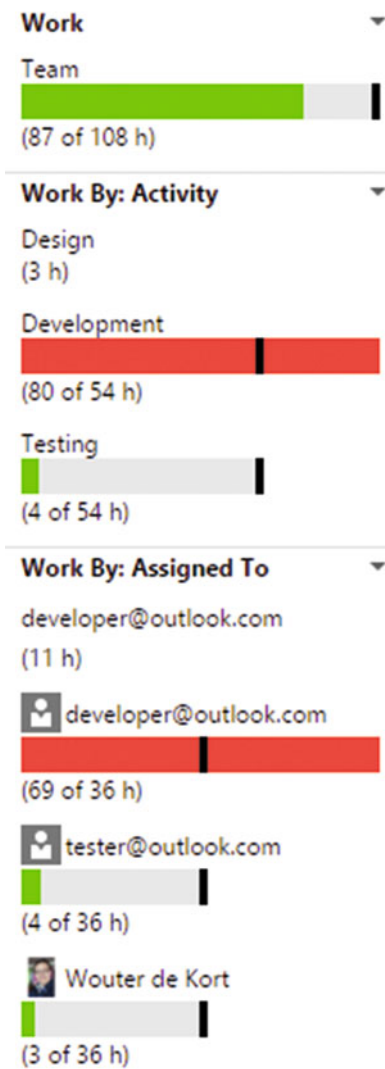 Work
Team
(87 of 108 h)
Work By: Activity
Design
(3 h)
Development
(80 of 54 h)
Testing
(4 of 54 h)
Work By: Assigned To
developer@outlook.com
(11 h)
developer@outlook.com
(69 of 36 h)
tester@outlook.com
(4 of 36 h)
Wouter de Kort
(3 of 36 h)